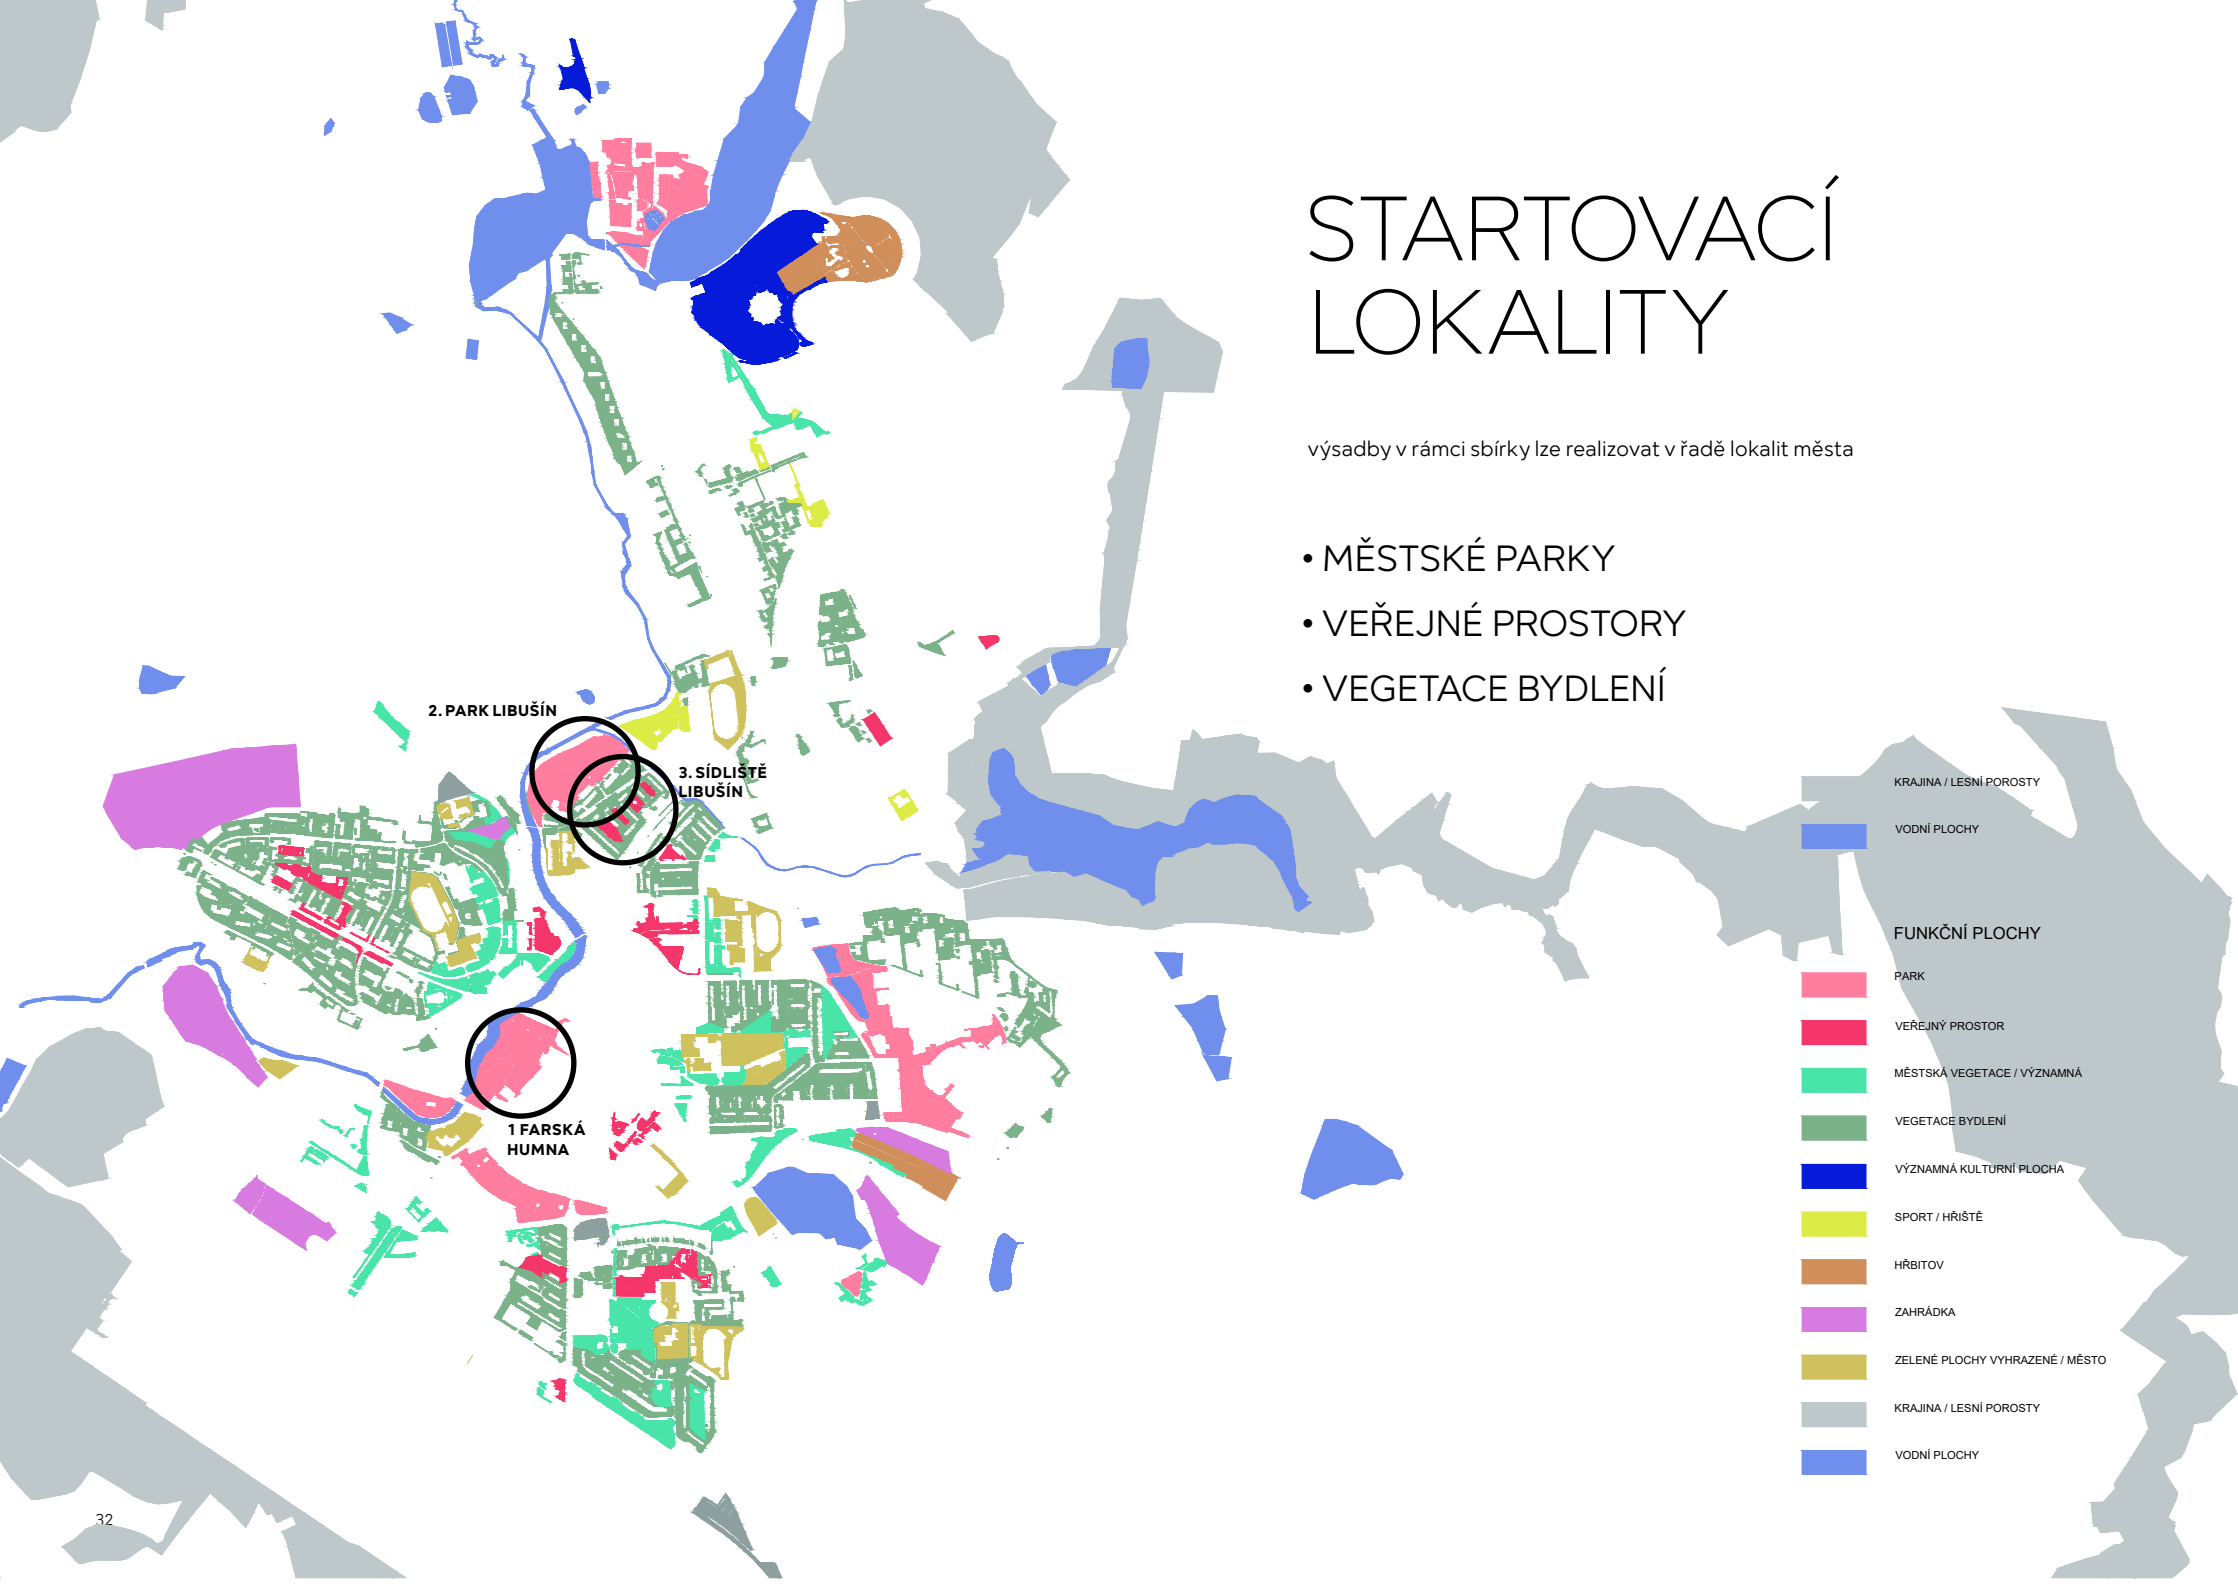 STARTOVACÍ
LOKALITY
výsadby v rámci sbírky lze realizovat v řadě lokalit města
• MĚSTSKÉ PARKY
• VEŘEJNÉ PROSTORY
• VEGETACE BYDLENÍ
2. PARK LIBUŠÍN
3. SÍDLIŠTĚ
LIBUŠÍN
1 FARSKÁ
HUMNA
KRAJINA / LESNÍ POROSTY
VODNÍ PLOCHY
FUNKČNÍ PLOCHY
PARK
VEŘEJNÝ PROSTOR
MĚSTSKÁ VEGETACE / VÝZNAMNÁ
VEGETACE BYDLENÍ
VÝZNAMNÁ KULTURNÍ PLOCHA
SPORT / HŘIŠTĚ
HŘBITOV
ZAHRÁDKA
ZELENÉ PLOCHY VYHRAZENÉ / MĚSTO
KRAJINA / LESNÍ POROSTY
VODNÍ PLOCHY
32